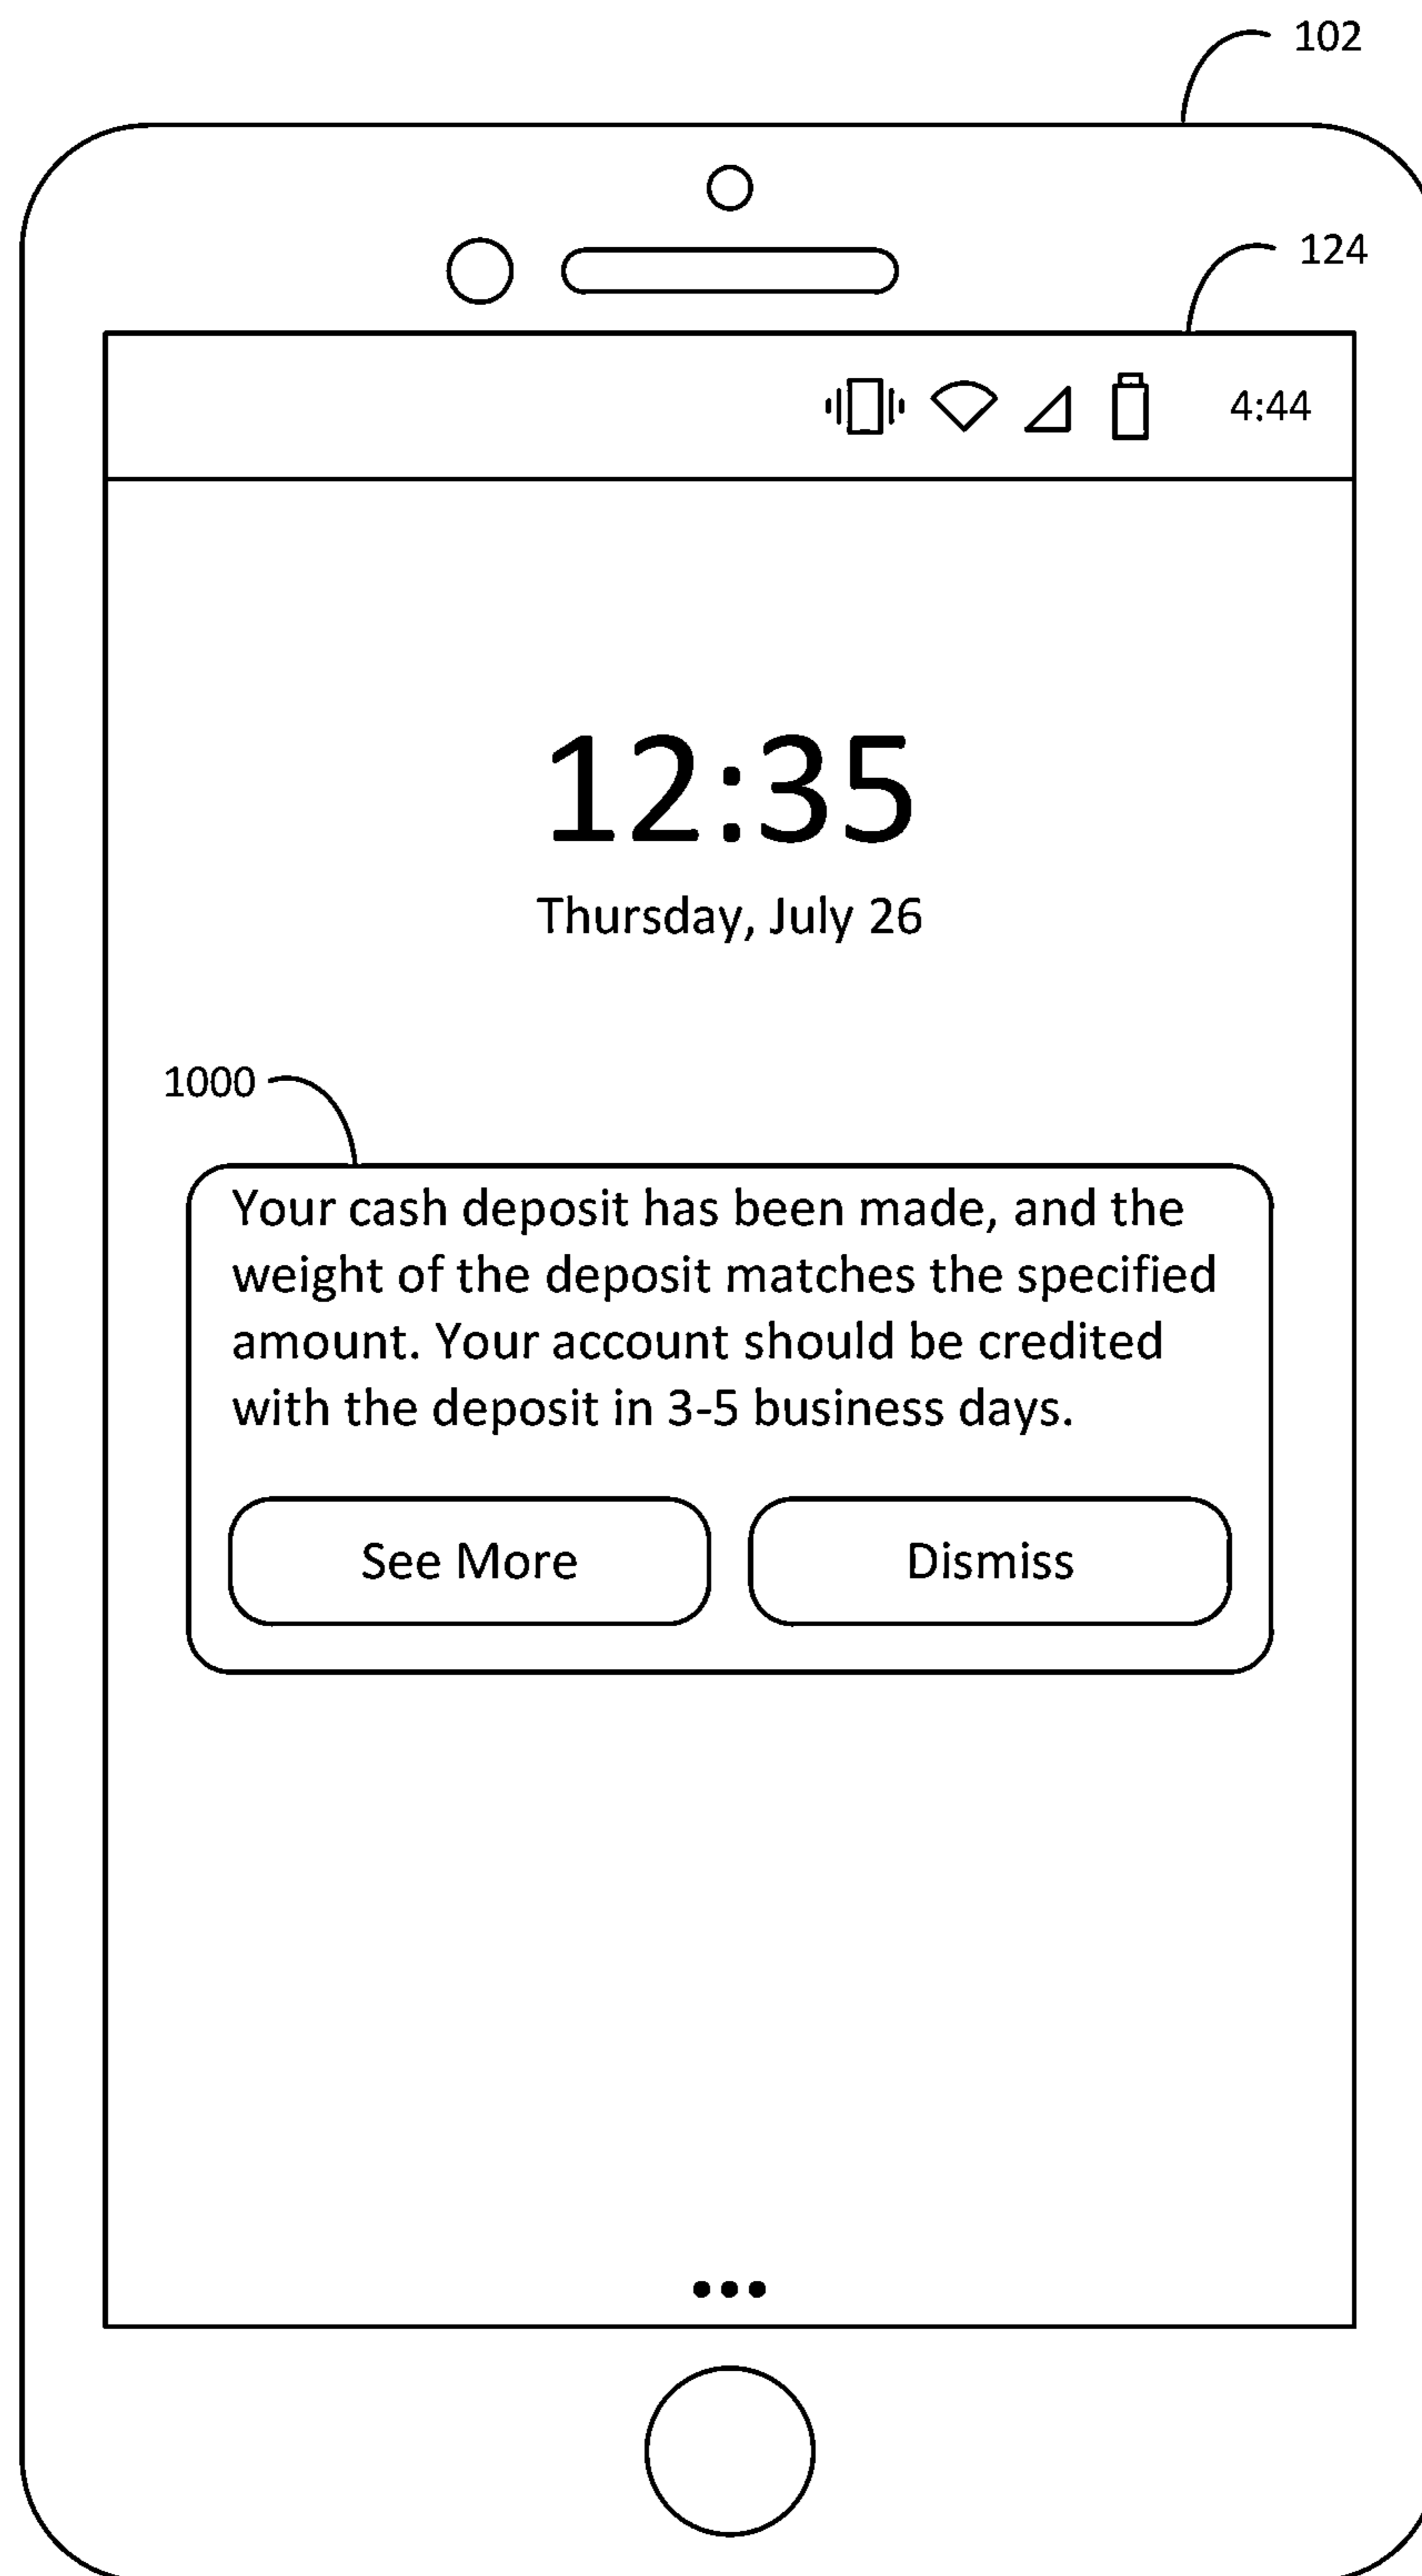 102
124
4:44
12:35
Thursday, July 26
1000
Your cash deposit has been made, and the
weight of the deposit matches the specified
amount. Your account should be credited
with the deposit in 3-5 business days.
See More
Dismiss